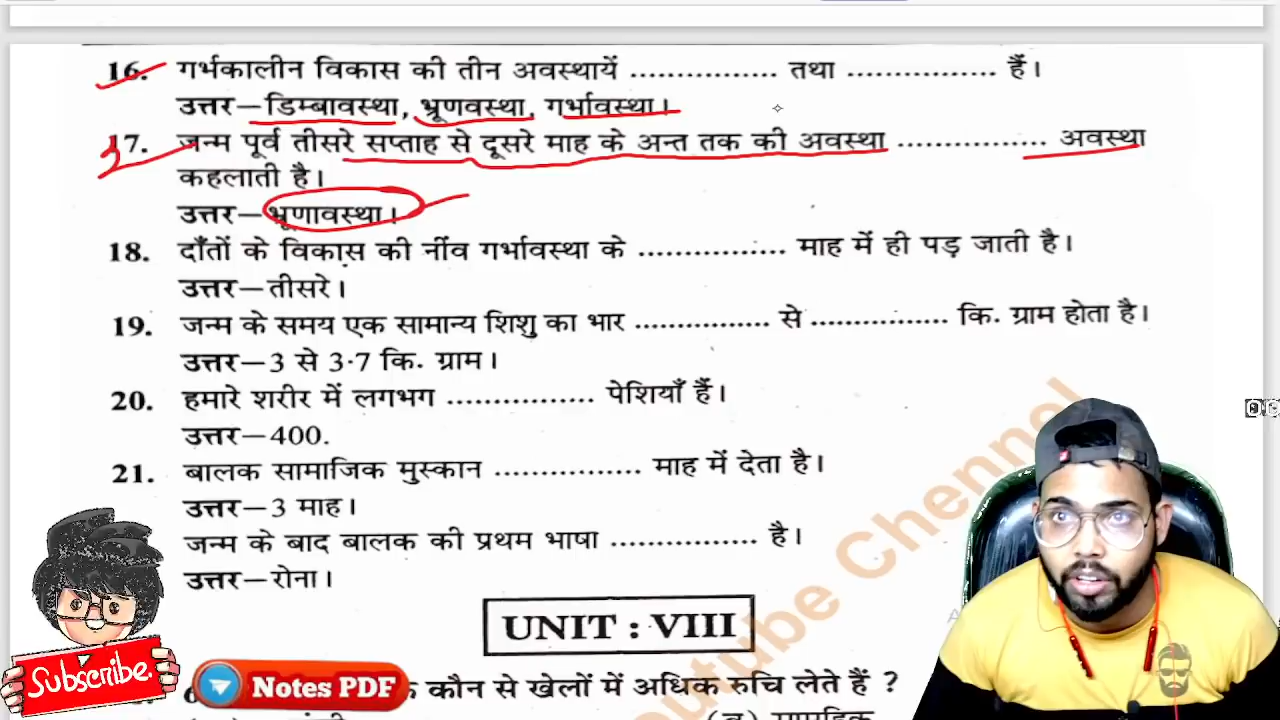 16. गर्भकालीन विकास की तीन अवस्थायें ................ तथा ................ हैं।
उत्तर–डिम्बावस्था, भ्रूणवस्था, गर्भावस्था।
17. जन्म पूर्व तीसरे सप्ताह से दूसरे माह के अन्त तक की अवस्था ................ अवस्था
कहलाती है।
उत्तर–भ्रूणावस्था।
18. दाँतों के विकास की नींव गर्भावस्था के ................ माह में ही पड़ जाती है।
उत्तर–तीसरे।
19. जन्म के समय एक सामान्य शिशु का भार ............... से ............... कि. ग्राम होता है।
उत्तर–3 से 3·7 कि. ग्राम।
20. हमारे शरीर में लगभग ................ पेशियाँ हैं।
उत्तर–400.
21. बालक सामाजिक मुस्कान ................ माह में देता है।
उत्तर–3 माह।
जन्म के बाद बालक की प्रथम भाषा ................ है।
उत्तर–रोना।
UNIT : VIII
कौन से खेलों में अधिक रुचि लेते हैं ?
(ब) सामूहिक
Youtube Chennel
Subscribe
Notes PDF